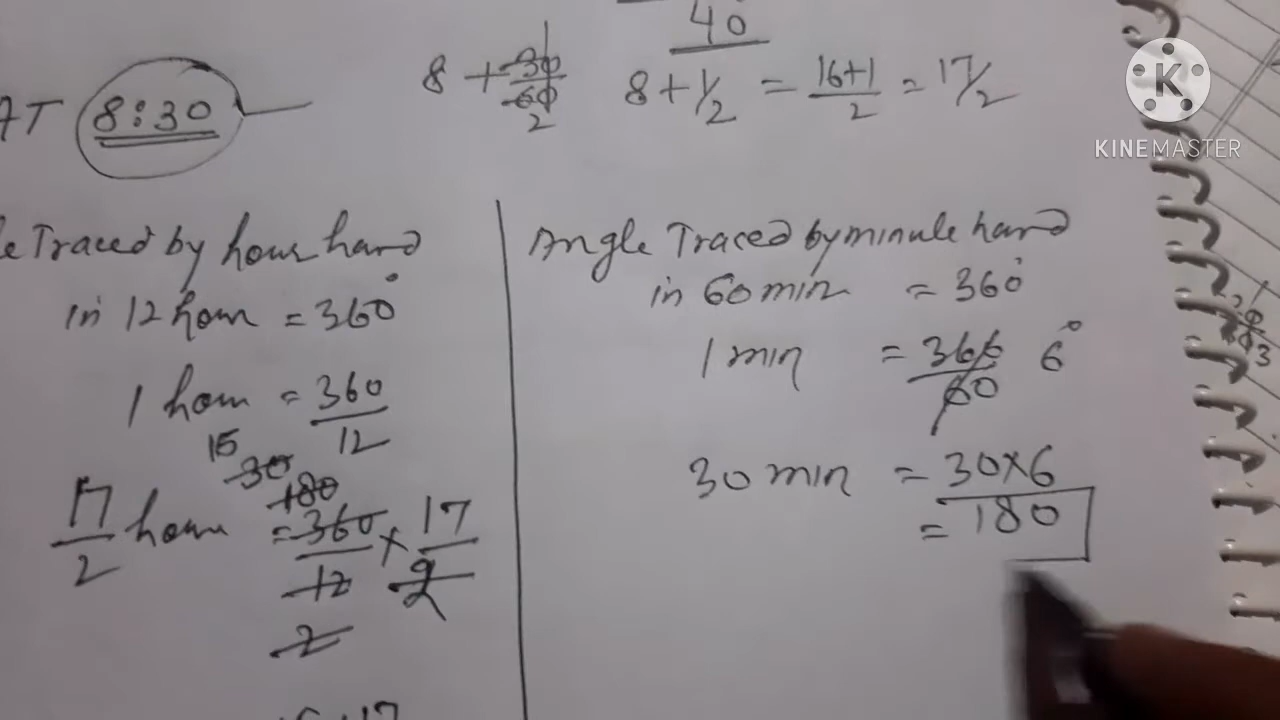 40
8 + 30/60 2 8 + 1/2 = 16+1/2 = 17/2
AT 8:30
KINEMASTER
le Traced by hour hand
in 12 hour = 360°
1 hour = 360/12
15
30
180
17/2 hour = 360/12 × 17/2
2
15 × 17
Angle Traced by minute hand
in 60 min = 360°
1 min = 360/60 6°
30 min = 30×6
= 180